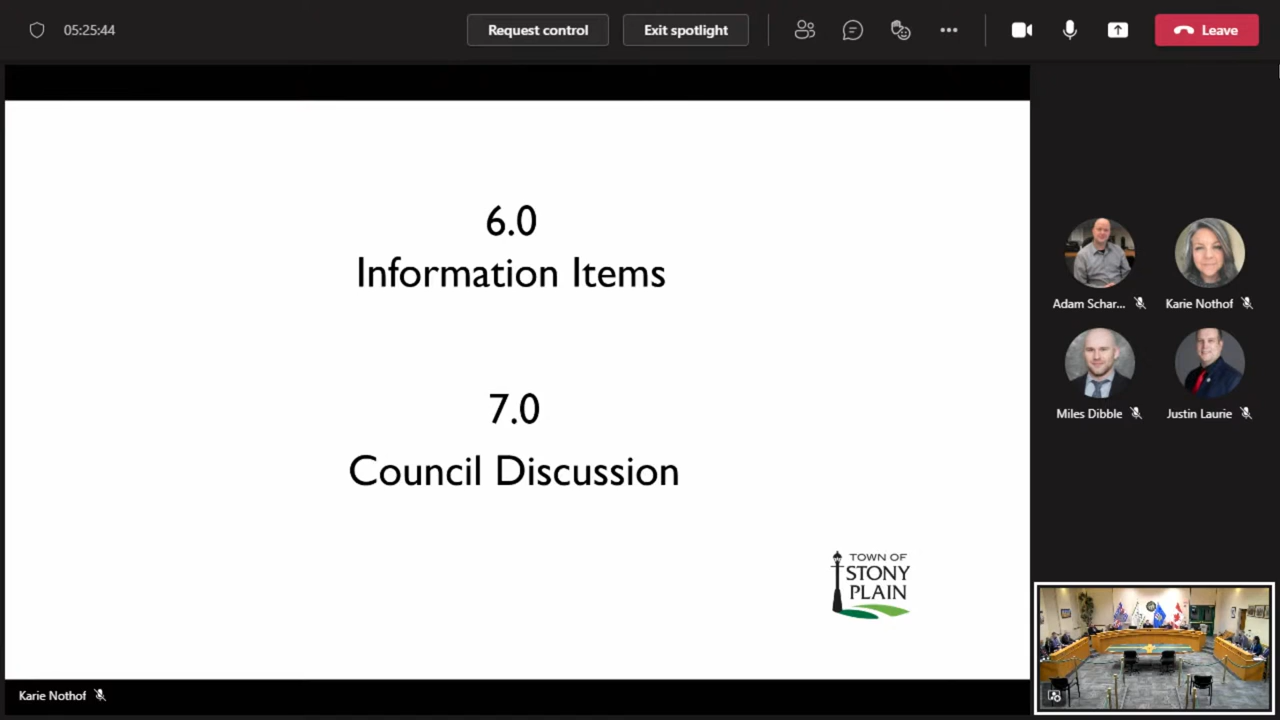 05:25:44
Request control
Exit spotlight
Leave
6.0
Information Items
7.0
Council Discussion
TOWN OF
STONY
PLAIN
Adam Schar...
Karie Nothof
Miles Dibble
Justin Laurie
Karie Nothof